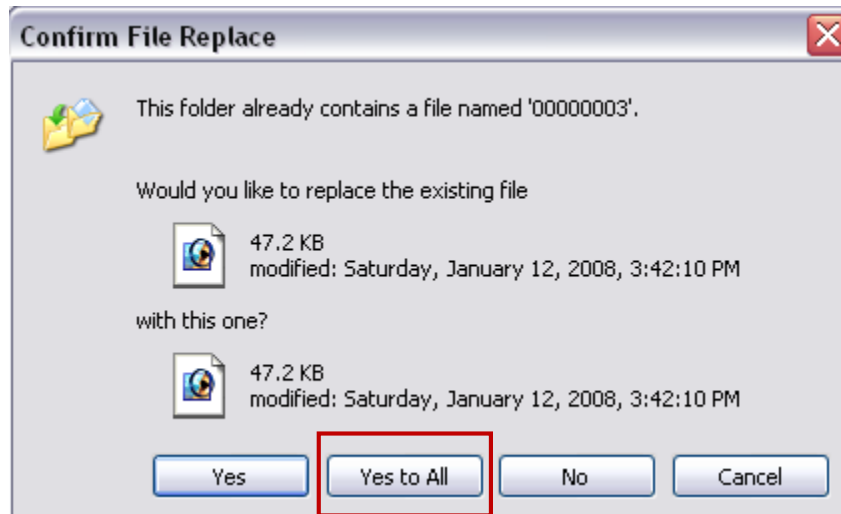 Confirm File Replace
This folder already contains a file named '00000003'.
Would you like to replace the existing file
47.2 KB
modified: Saturday, January 12, 2008, 3:42:10 PM
with this one?
47.2 KB
modified: Saturday, January 12, 2008, 3:42:10 PM
Yes Yes to All No Cancel